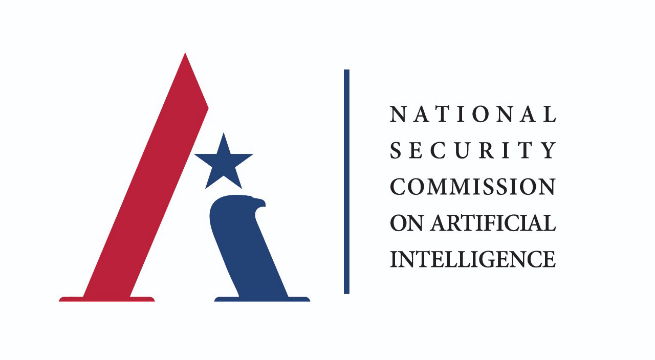 NATIONAL
SECURITY
COMMISSION
ON ARTIFICIAL
INTELLIGENCE